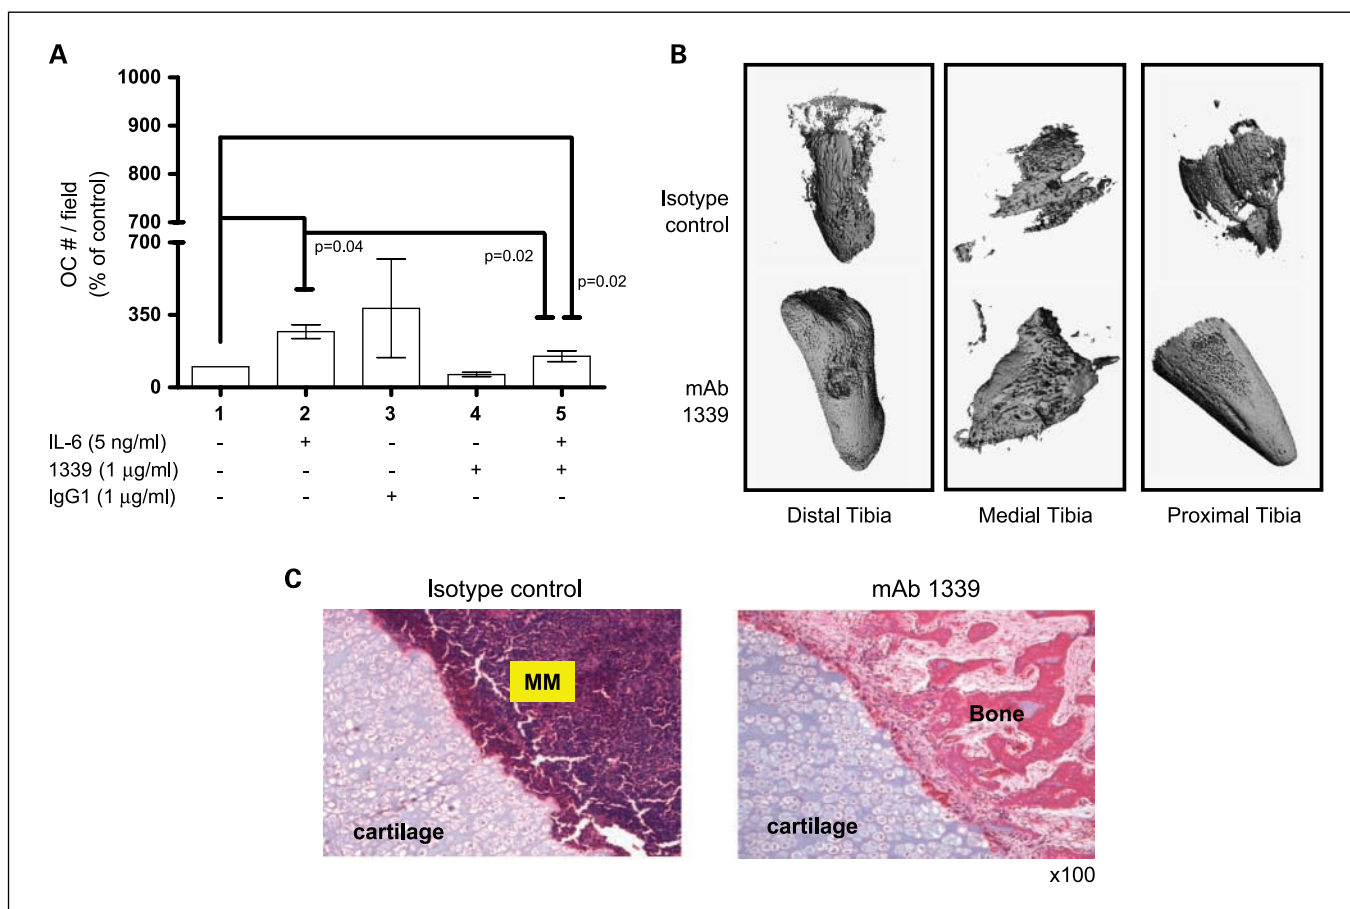 A
1000
900
800
700
700
350
0
OC # / field
(% of control)
p=0.04
p=0.02
p=0.02
1 2 3 4 5
IL-6 (5 ng/ml) - + - - +
1339 (1 µg/ml) - - - + +
IgG1 (1 µg/ml) - - + - -
B
Isotype
control
mAb
1339
Distal Tibia Medial Tibia Proximal Tibia
C
Isotype control mAb 1339
MM
cartilage
Bone
cartilage
x100